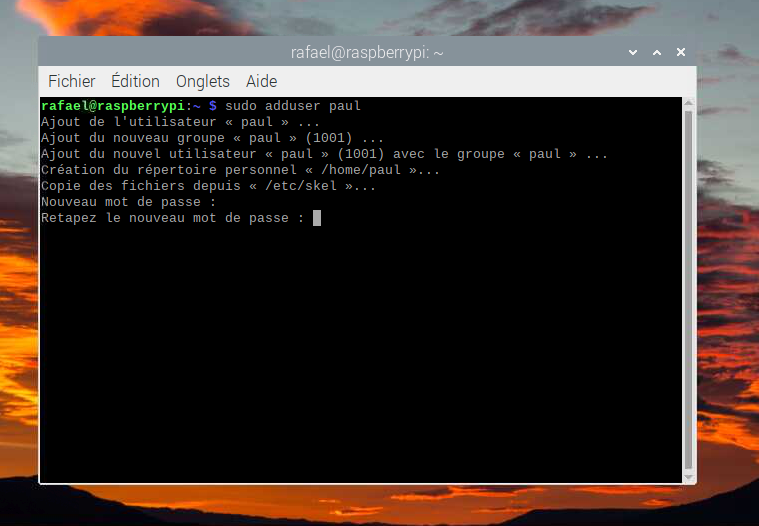 rafael@raspberrypi: ~
Fichier Édition Onglets Aide
rafael@raspberrypi:~ $ sudo adduser paul
Ajout de l'utilisateur « paul » ...
Ajout du nouveau groupe « paul » (1001) ...
Ajout du nouvel utilisateur « paul » (1001) avec le groupe « paul » ...
Création du répertoire personnel « /home/paul »...
Copie des fichiers depuis « /etc/skel »...
Nouveau mot de passe :
Retapez le nouveau mot de passe :